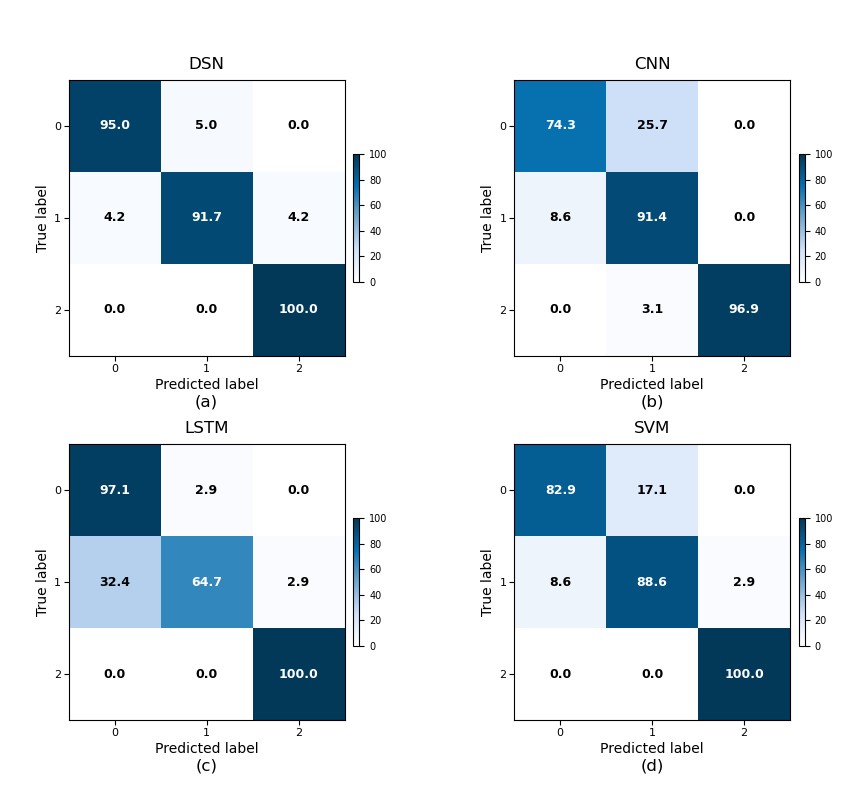 DSN
True label
0
95.0 5.0 0.0
1
4.2 91.7 4.2
2
0.0 0.0 100.0
0 1 2
Predicted label
(a)
100
80
60
40
20
0
CNN
True label
0
74.3 25.7 0.0
1
8.6 91.4 0.0
2
0.0 3.1 96.9
0 1 2
Predicted label
(b)
100
80
60
40
20
0
LSTM
True label
0
97.1 2.9 0.0
1
32.4 64.7 2.9
2
0.0 0.0 100.0
0 1 2
Predicted label
(c)
100
80
60
40
20
0
SVM
True label
0
82.9 17.1 0.0
1
8.6 88.6 2.9
2
0.0 0.0 100.0
0 1 2
Predicted label
(d)
100
80
60
40
20
0